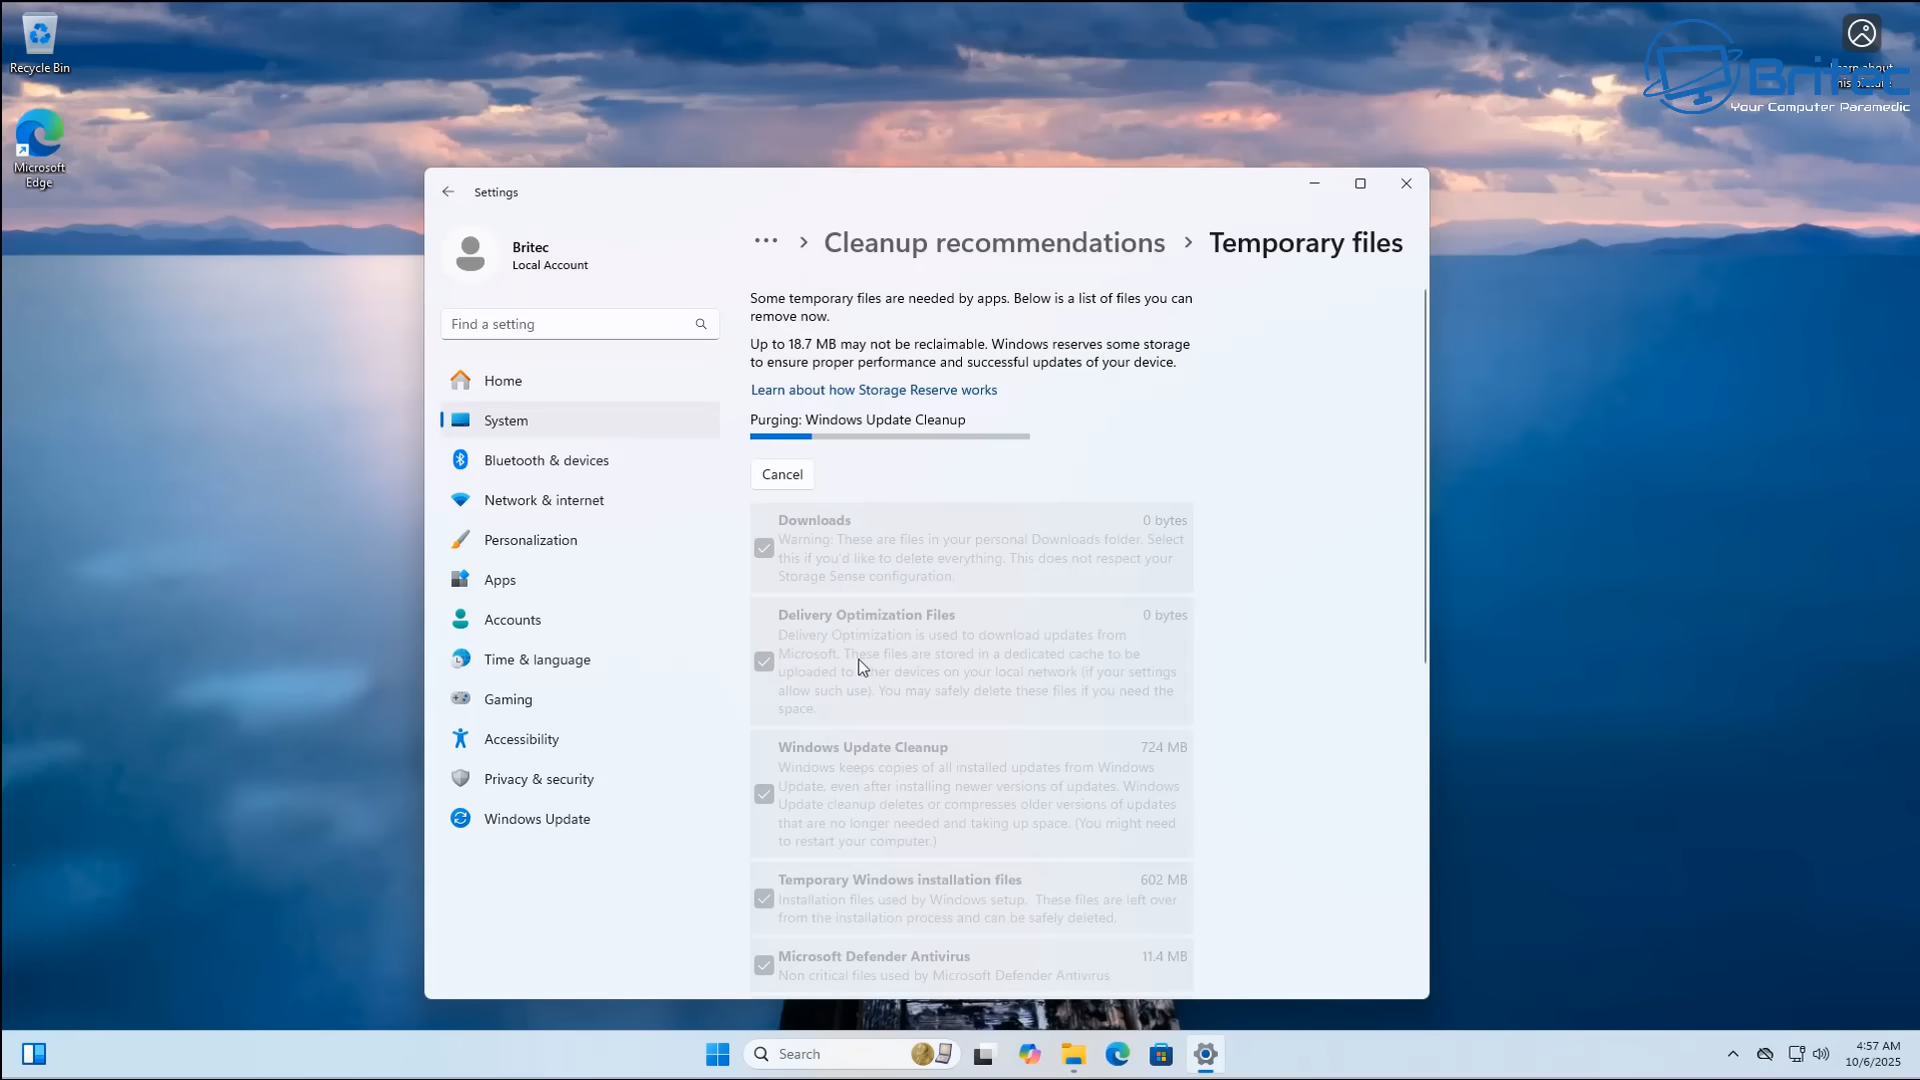 Recycle Bin
Microsoft
Edge
Britec
Your Computer Paramedic
Settings
Britec
Local Account
Find a setting
Home
System
Bluetooth & devices
Network & internet
Personalization
Apps
Accounts
Time & language
Gaming
Accessibility
Privacy & security
Windows Update
··· › Cleanup recommendations › Temporary files
Some temporary files are needed by apps. Below is a list of files you can
remove now.
Up to 18.7 MB may not be reclaimable. Windows reserves some storage
to ensure proper performance and successful updates of your device.
Learn about how Storage Reserve works
Purging: Windows Update Cleanup
Cancel
Downloads 0 bytes
Warning: These are files in your personal Downloads folder. Select
this if you'd like to delete everything. This does not respect your
Storage Sense configuration.
Delivery Optimization Files 0 bytes
Delivery Optimization is used to download updates from
Microsoft. These files are stored in a dedicated cache to be
uploaded to other devices on your local network (if your settings
allow such use). You may safely delete these files if you need the
space.
Windows Update Cleanup 724 MB
Windows keeps copies of all installed updates from Windows
Update, even after installing newer versions of updates. Windows
Update cleanup deletes or compresses older versions of updates
that are no longer needed and taking up space. (You might need
to restart your computer.)
Temporary Windows installation files 602 MB
Installation files used by Windows setup. These files are left over
from the installation process and can be safely deleted.
Microsoft Defender Antivirus 11.4 MB
Non critical files used by Microsoft Defender Antivirus
Search
4:57 AM
10/6/2025